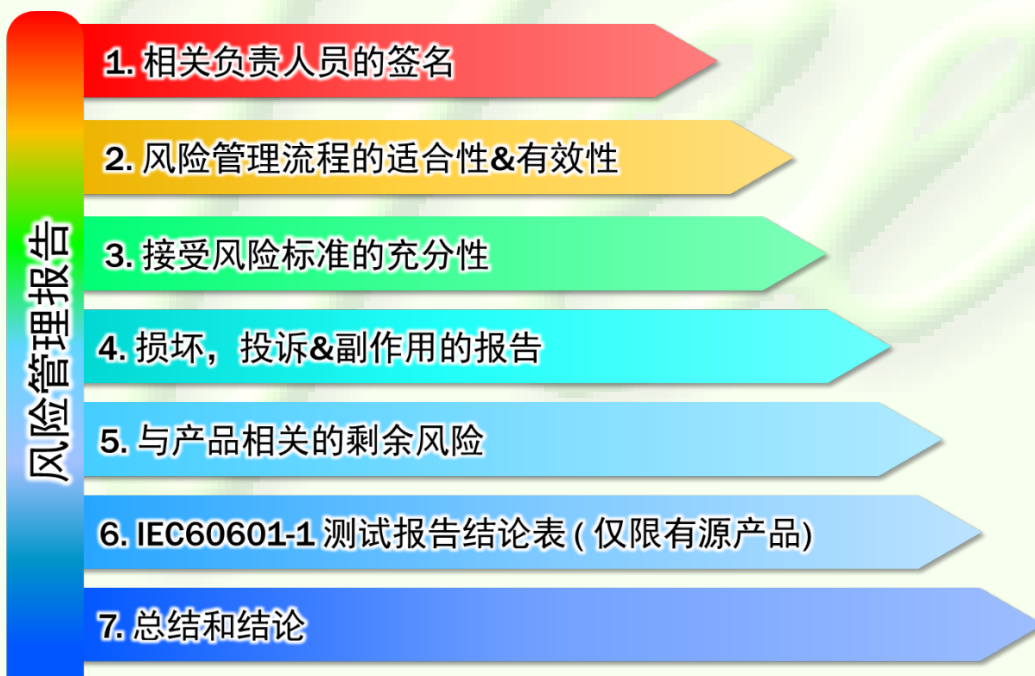 风险管理报告
1. 相关负责人员的签名
2. 风险管理流程的适合性&有效性
3. 接受风险标准的充分性
4. 损坏，投诉&副作用的报告
5. 与产品相关的剩余风险
6. IEC60601-1 测试报告结论表 ( 仅限有源产品)
7. 总结和结论